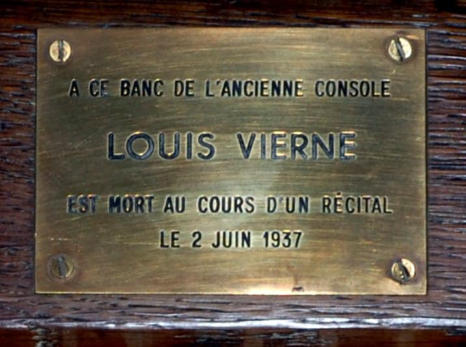 A CE BANC DE L'ANCIENNE CONSOLE
LOUIS VIERNE
EST MORT AU COURS D'UN RÉCITAL
LE 2 JUIN 1937